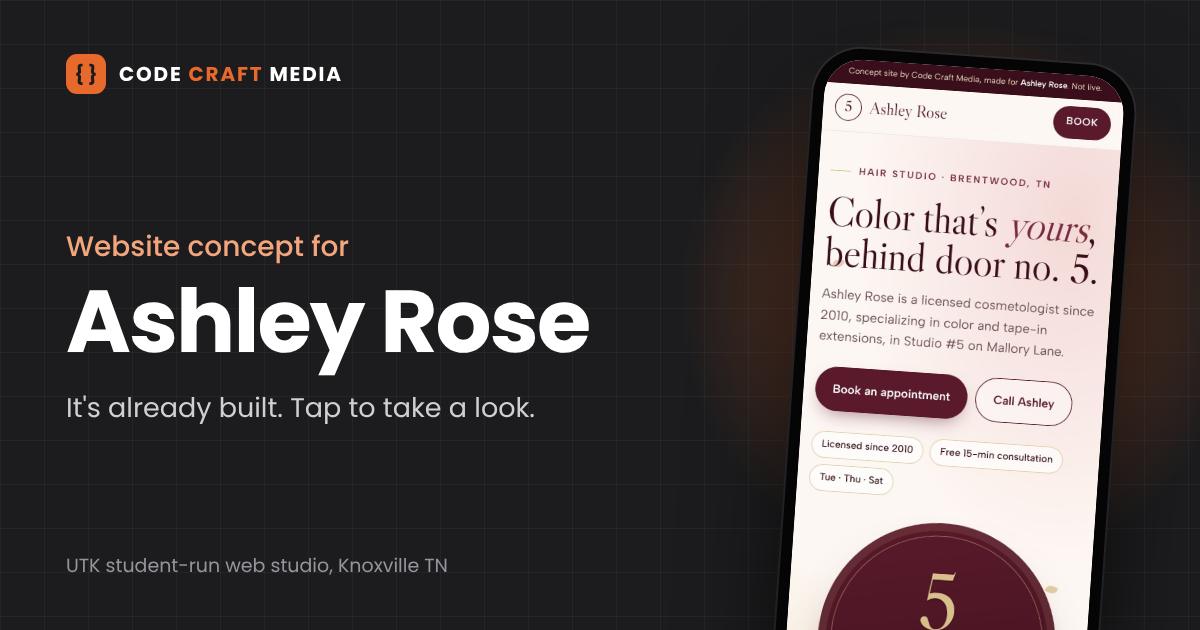 { } CODE CRAFT MEDIA
Website concept for
Ashley Rose
It's already built. Tap to take a look.
UTK student-run web studio, Knoxville TN
Concept site by Code Craft Media, made for Ashley Rose. Not live.
5 Ashley Rose BOOK
HAIR STUDIO · BRENTWOOD, TN
Color that's yours,
behind door no. 5.
Ashley Rose is a licensed cosmetologist since
2010, specializing in color and tape-in
extensions, in Studio #5 on Mallory Lane.
Book an appointment Call Ashley
Licensed since 2010 Free 15-min consultation
Tue · Thu · Sat
5